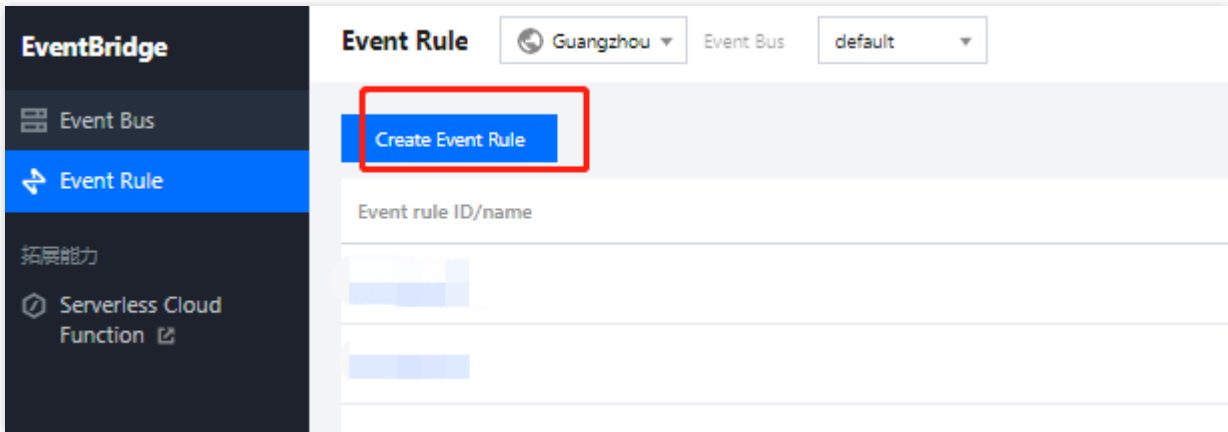 EventBridge
Event Rule
Guangzhou
Event Bus
default
Event Bus
Create Event Rule
Event Rule
Event rule ID/name
拓展能力
Serverless Cloud
Function